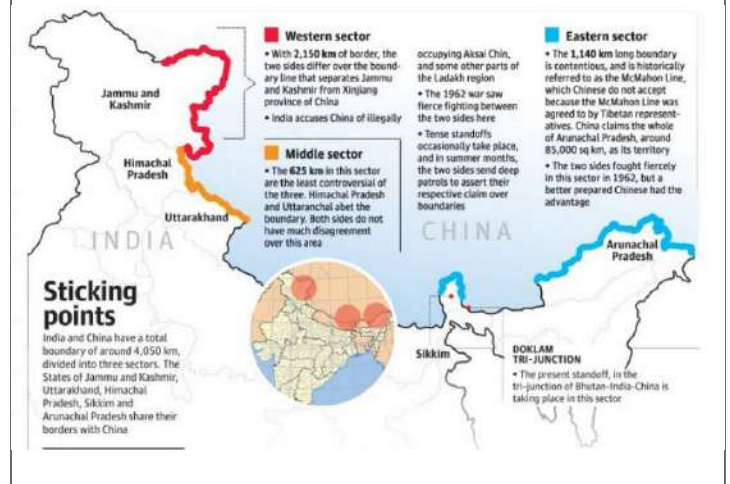 Western sector
• With 2,150 km of border, the
two sides differ over the bound-
ary line that separates Jammu
and Kashmir from Xinjiang
province of China
• India accuses China of illegally
occupying Aksai Chin,
and some other parts of
the Ladakh region
• The 1962 war saw
fierce fighting between
the two sides here
• Tense standoffs
occasionally take place,
and in summer months,
the two sides send deep
patrols to assert their
respective claim over
boundaries
Eastern sector
• The 1,140 km long boundary
is contentious, and is historically
referred to as the McMahon Line,
which Chinese do not accept
because the McMahon Line was
agreed to by Tibetan represent-
atives. China claims the whole
of Arunachal Pradesh, around
85,000 sq km, as its territory
• The two sides fought fiercely
in this sector in 1962, but a
better prepared Chinese had the
advantage
Middle sector
• The 625 km in this sector
are the least controversial of
the three. Himachal Pradesh
and Uttaranchal abet the
boundary. Both sides do not
have much disagreement
over this area
Jammu and
Kashmir
Himachal
Pradesh
Uttarakhand
INDIA
CHINA
Arunachal
Pradesh
Sikkim
Sticking
points
India and China have a total
boundary of around 4,050 km,
divided into three sectors. The
States of Jammu and Kashmir,
Uttarakhand, Himachal
Pradesh, Sikkim and
Arunachal Pradesh share their
borders with China
DOKLAM
TRI-JUNCTION
• The present standoff, in the
tri-junction of Bhutan-India-China is
taking place in this sector